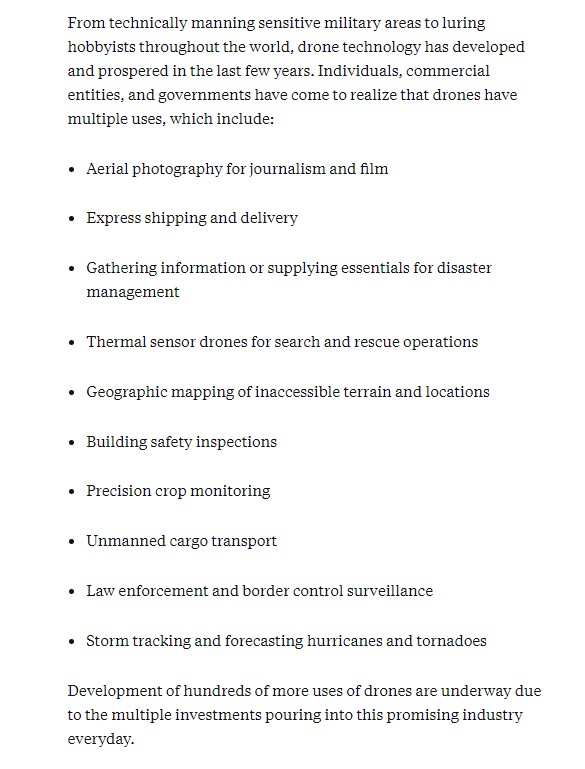 From technically manning sensitive military areas to luring
hobbyists throughout the world, drone technology has developed
and prospered in the last few years. Individuals, commercial
entities, and governments have come to realize that drones have
multiple uses, which include:
• Aerial photography for journalism and film
• Express shipping and delivery
• Gathering information or supplying essentials for disaster
management
• Thermal sensor drones for search and rescue operations
• Geographic mapping of inaccessible terrain and locations
• Building safety inspections
• Precision crop monitoring
• Unmanned cargo transport
• Law enforcement and border control surveillance
• Storm tracking and forecasting hurricanes and tornadoes
Development of hundreds of more uses of drones are underway due
to the multiple investments pouring into this promising industry
everyday.